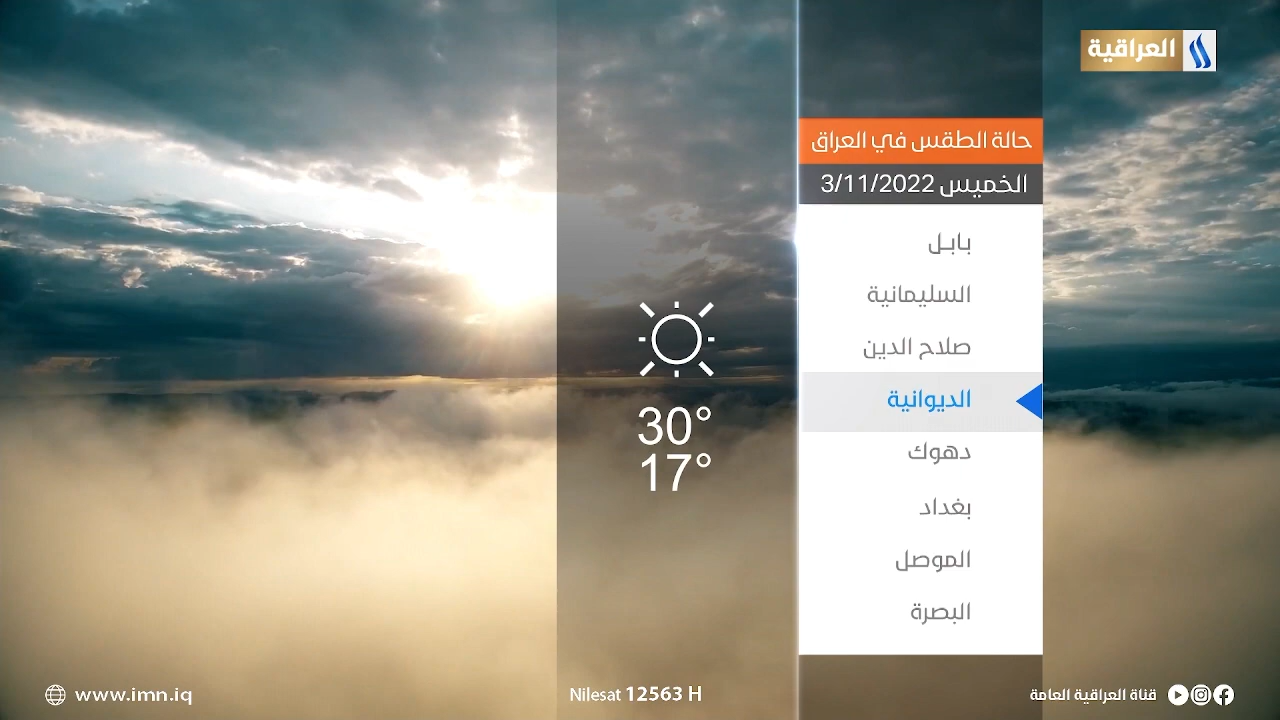 العراقية
حالة الطقس في العراق
الخميس 3/11/2022
بابل
السليمانية
صلاح الدين
الديوانية
دهوك
بغداد
الموصل
البصرة
30°
17°
قناة العراقية العامة
Nilesat 12563 H
www.imn.iq